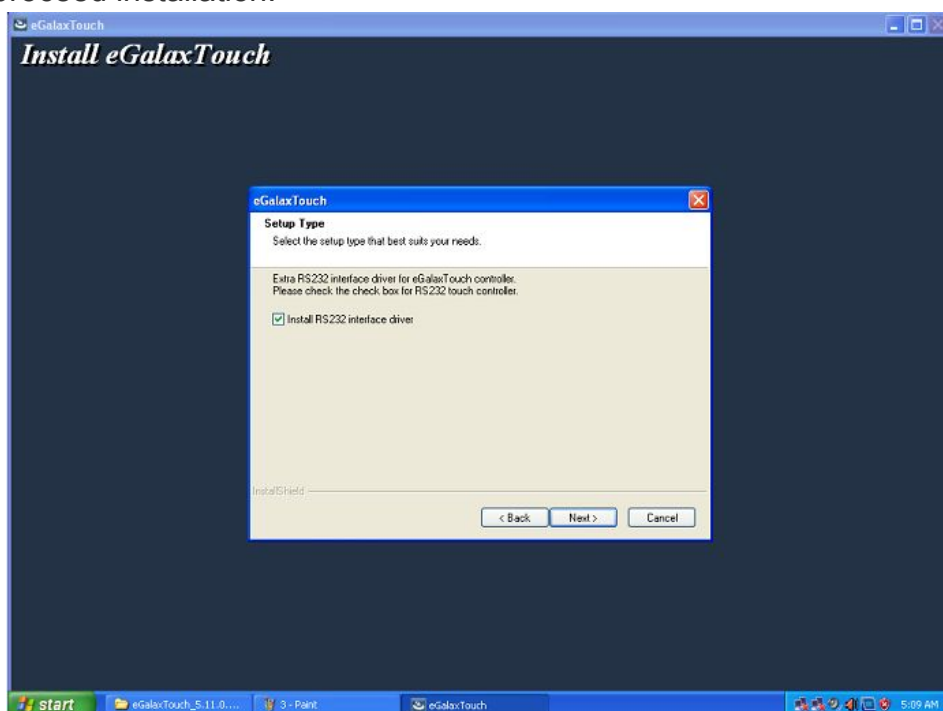 proceed installation.
eGalaxTouch
Install eGalaxTouch
eGalaxTouch
Setup Type
Select the setup type that best suits your needs.
Extra RS232 interface driver for eGalaxTouch controller.
Please check the check box for RS232 touch controller.
Install RS232 interface driver
InstallShield
< Back Next > Cancel
start eGalaxTouch_5.11.0.... 3 - Paint eGalaxTouch 5:09 AM